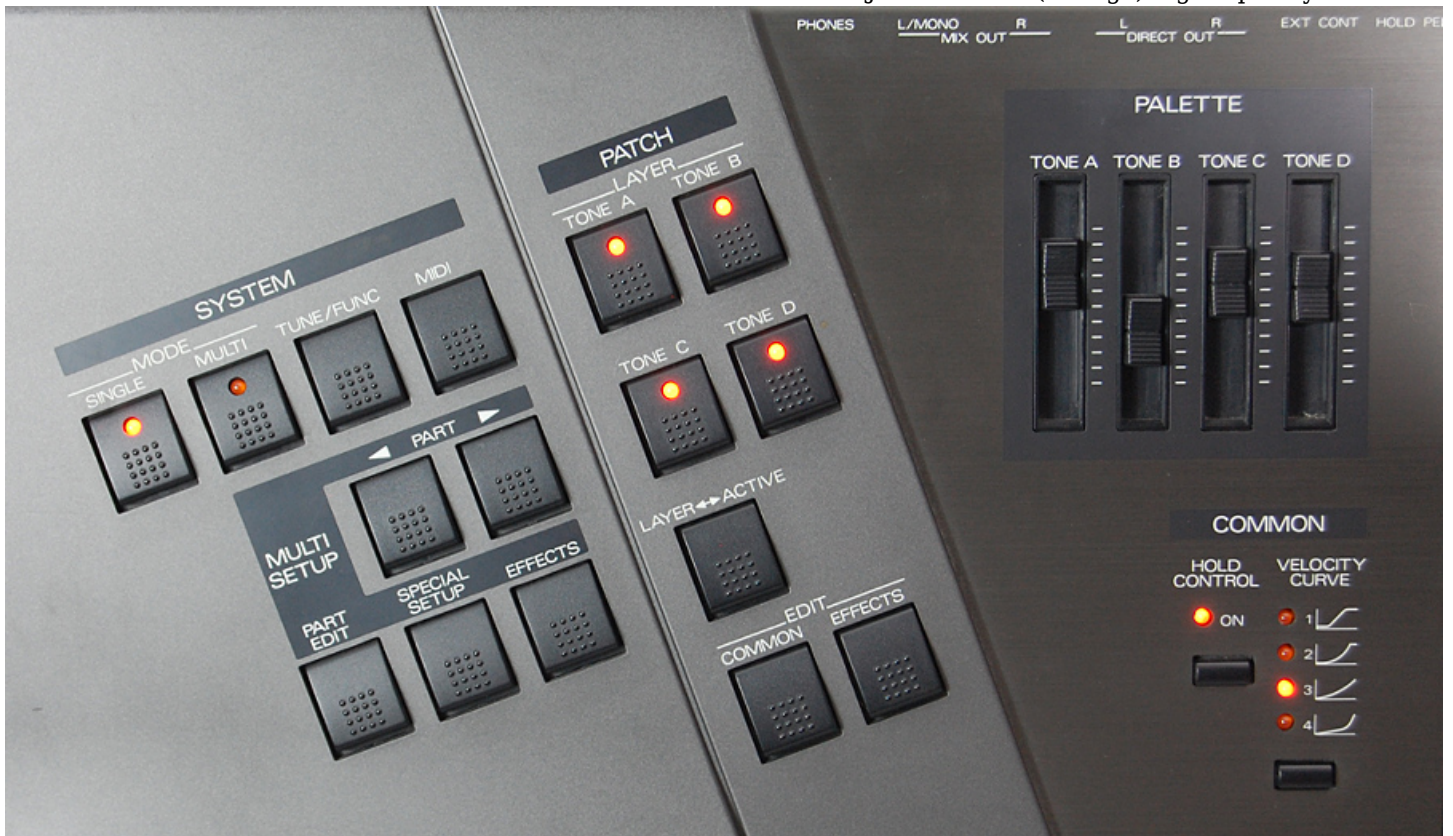 PHONES
L/MONO R
MIX OUT
L R
DIRECT OUT
EXT CONT
HOLD
PALETTE
TONE A TONE B TONE C TONE D
PATCH
LAYER
TONE A TONE B
TONE C TONE D
LAYER↔ACTIVE
EDIT
COMMON EFFECTS
SYSTEM
MODE
SINGLE MULTI TUNE/FUNC MIDI
◀ PART ▶
MULTI
SETUP
PART
EDIT
SPECIAL
SETUP
EFFECTS
COMMON
HOLD
CONTROL
ON
VELOCITY
CURVE
1
2
3
4